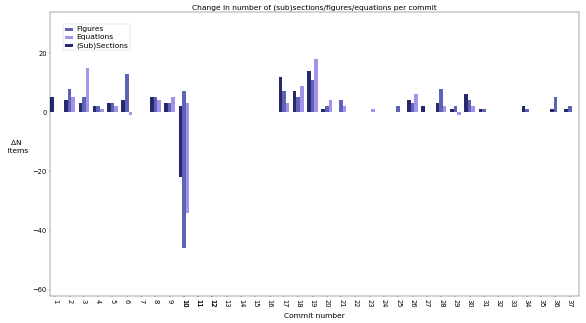 Change in number of (sub)sections/figures/equations per commit
Figures
Equations
(Sub)Sections
20
0
−20
−40
−60
ΔN
items
1 2 3 4 5 6 7 8 9 10 11 12 13 14 15 16 17 18 19 20 21 22 23 24 25 26 27 28 29 30 31 32 33 34 35 36 37
Commit number